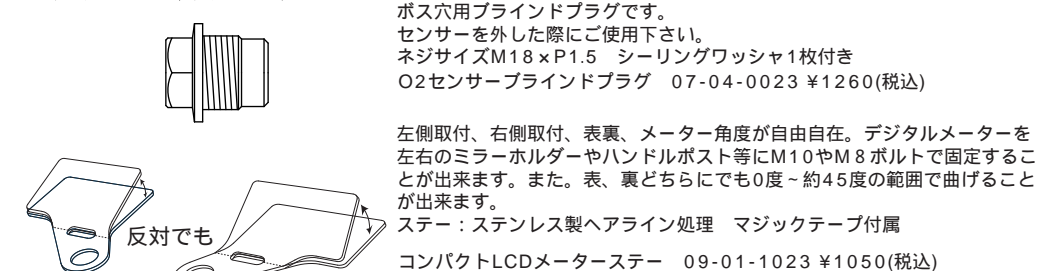 ボス穴用ブラインドプラグです。
センサーを外した際にご使用下さい。
ネジサイズM18×P1.5　シーリングワッシャ1枚付き
O2センサーブラインドプラグ　07-04-0023 ¥1260(税込)
左側取付、右側取付、表裏、メーター角度が自由自在。デジタルメーターを
左右のミラーホルダーやハンドルポスト等にM10やM8ボルトで固定するこ
とが出来ます。また。表、裏どちらにでも0度~約45度の範囲で曲げること
が出来ます。
ステー：ステンレス製ヘアライン処理　マジックテープ付属
反対でも
コンパクトLCDメーターステー　09-01-1023 ¥1050(税込)